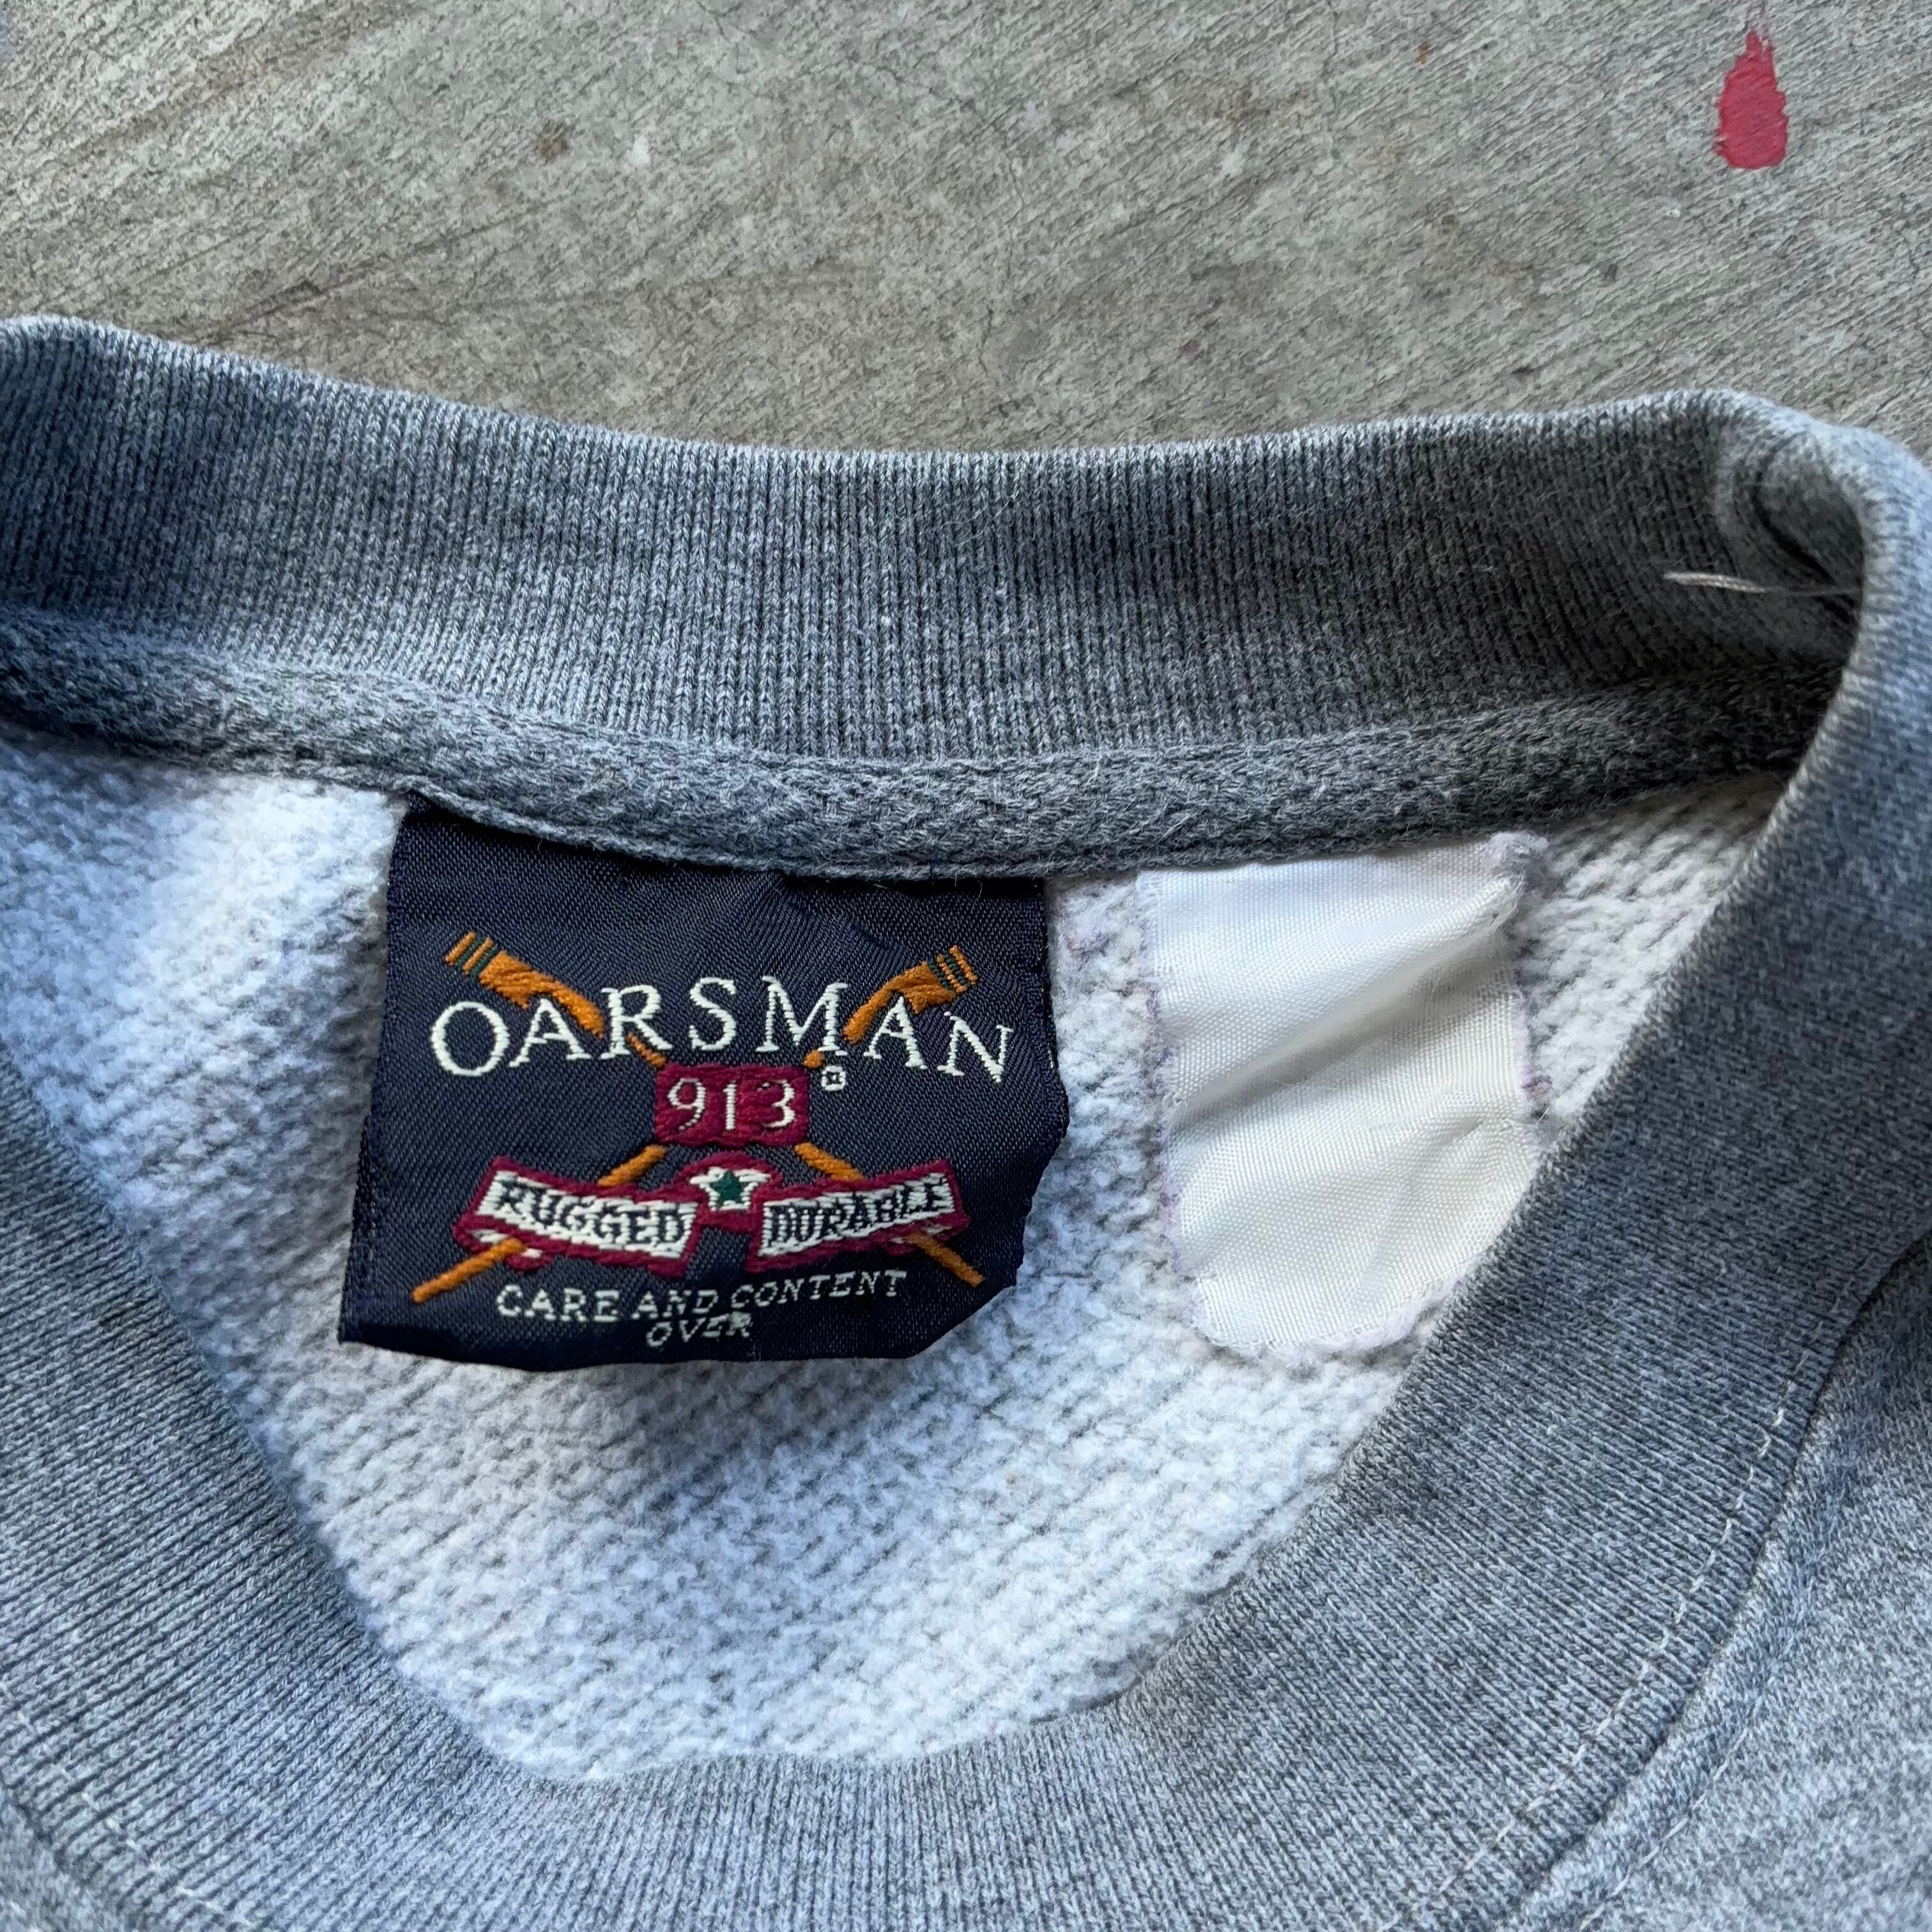 OARSMAN
®
913
RUGGED DURABLE
CARE AND CONTENT
OVER